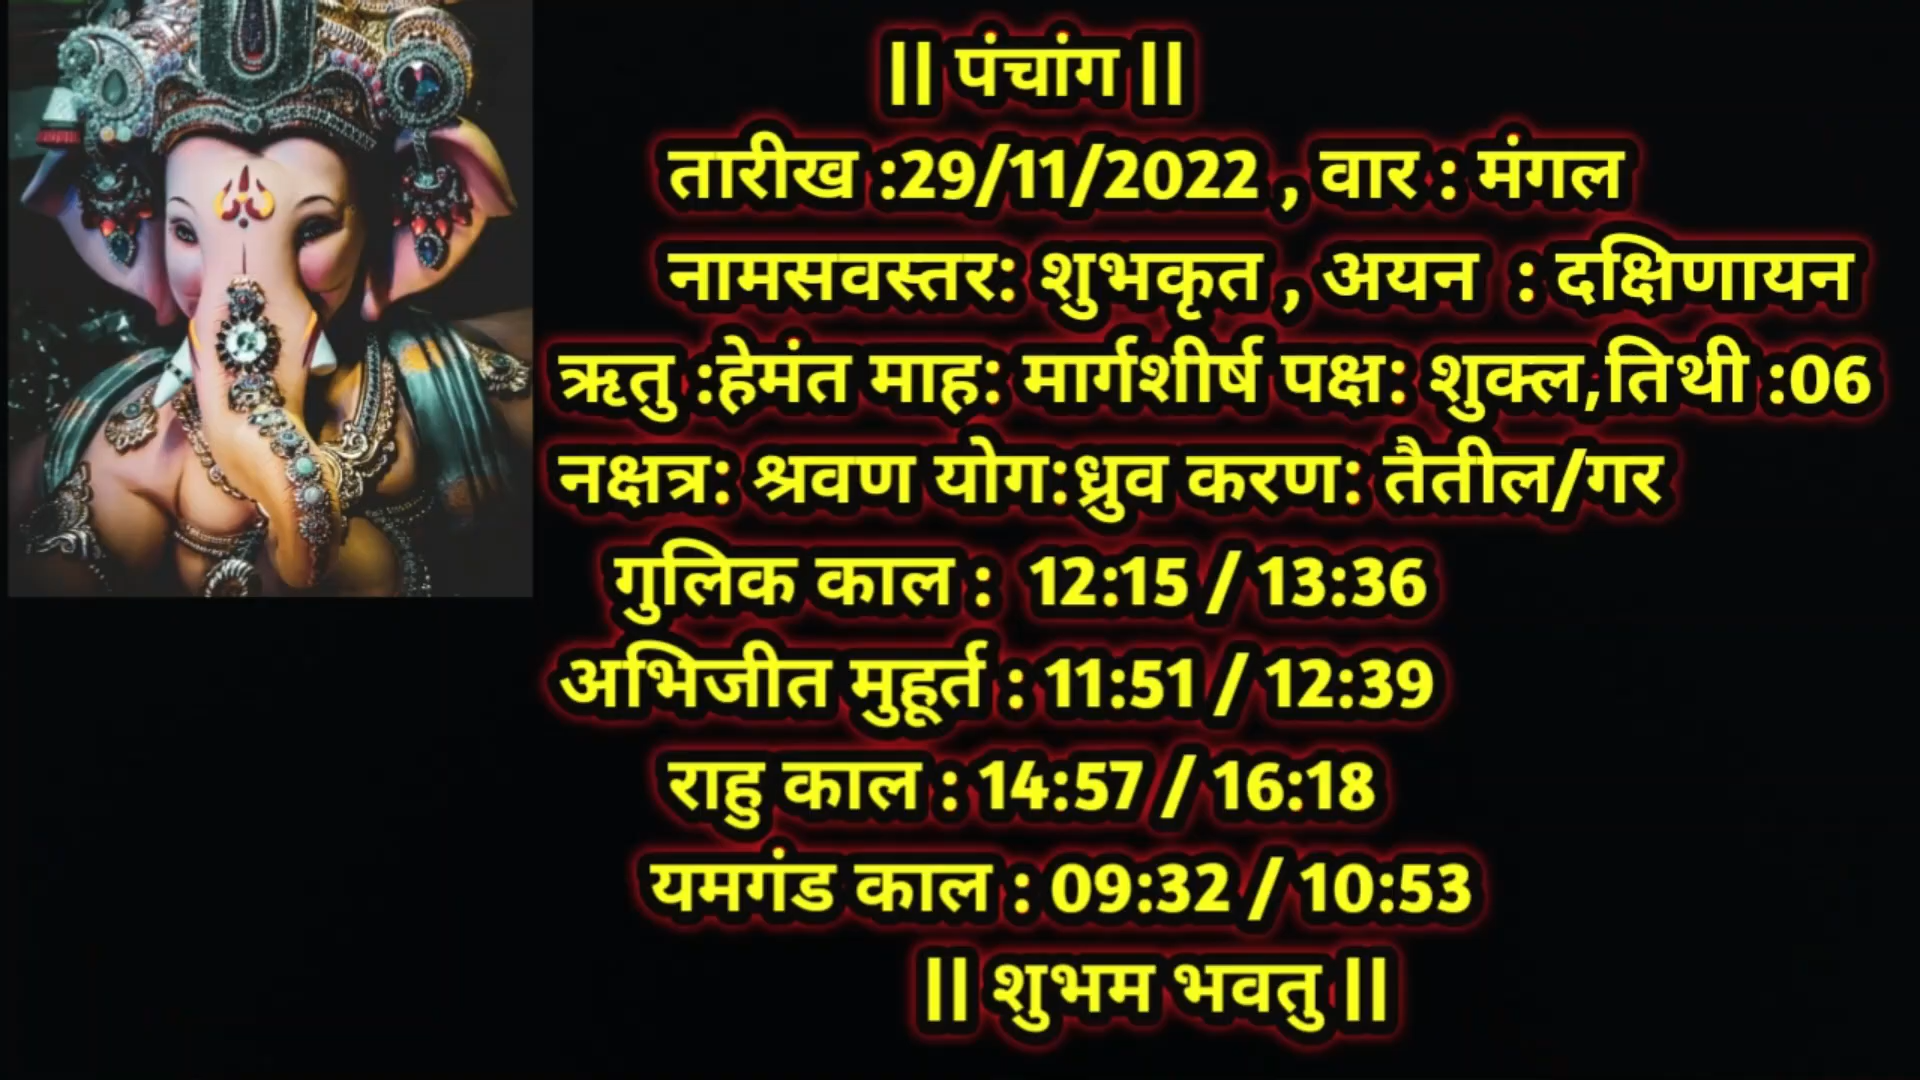 || पंचांग ||
तारीख :29/11/2022 , वार : मंगल
नामसवस्तर: शुभकृत , अयन : दक्षिणायन
ऋतु :हेमंत माह: मार्गशीर्ष पक्ष: शुक्ल,तिथी :06
नक्षत्र: श्रवण योग:ध्रुव करण: तैतील/गर
गुलिक काल : 12:15 / 13:36
अभिजीत मुहूर्त : 11:51 / 12:39
राहु काल : 14:57 / 16:18
यमगंड काल : 09:32 / 10:53
|| शुभम भवतु ||